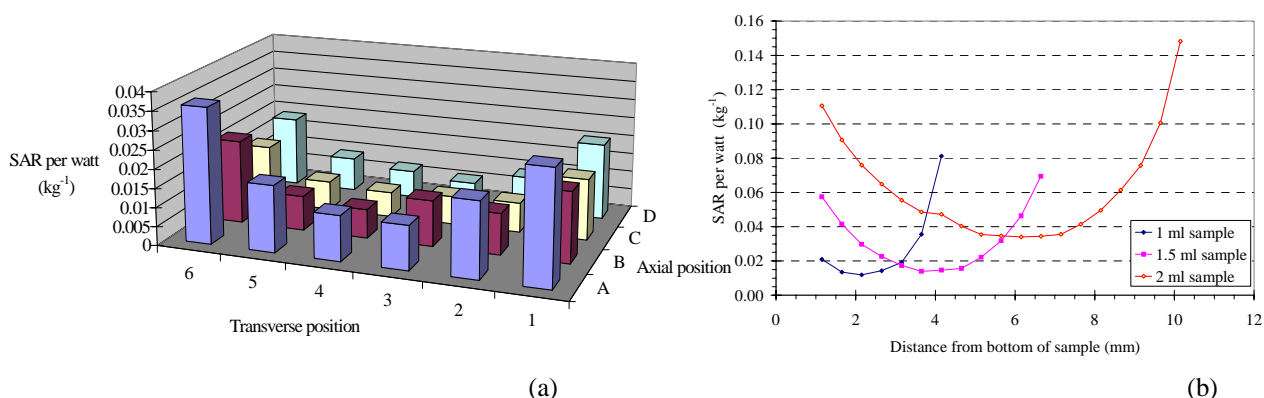 0.04
0.035
0.03
0.025
0.02
0.015
0.01
0.005
0
SAR per watt
(kg-1)
6
5
4
3
2
1
Transverse position
A
B
C
D
Axial position
(a)
0.16
0.14
0.12
0.10
0.08
0.06
0.04
0.02
0.00
SAR per watt (kg-1)
0 2 4 6 8 10 12
Distance from bottom of sample (mm)
1 ml sample
1.5 ml sample
2 ml sample
(b)